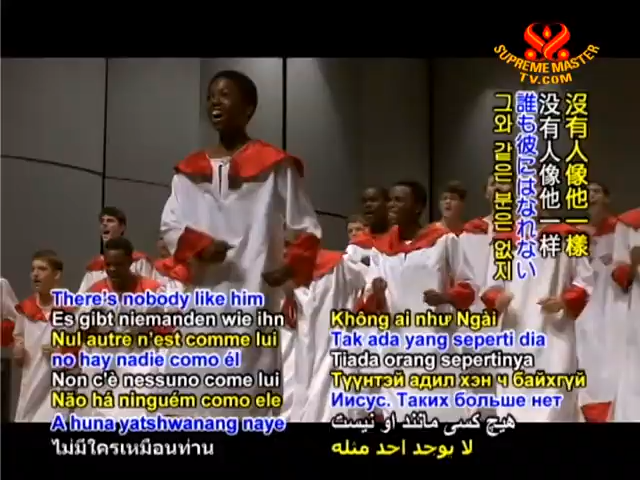 SUPREME MASTER
TV.COM
沒有人像他一樣
没有人像他一样
誰も彼にはなれない
그와 같은 분은 없지
There's nobody like him
Es gibt niemanden wie ihn
Nul autre n'est comme lui
no hay nadie como él
Non c'è nessuno come lui
Não há ninguém como ele
A huna yatshwanang naye
ไม่มีใครเหมือนท่าน
Không ai như Ngài
Tak ada yang seperti dia
Tiada orang sepertinya
Түүнтэй адил хэн ч байхгүй
Иисус. Таких больше нет
هیچ کسی مانند او نیست
لا يوجد احد مثله